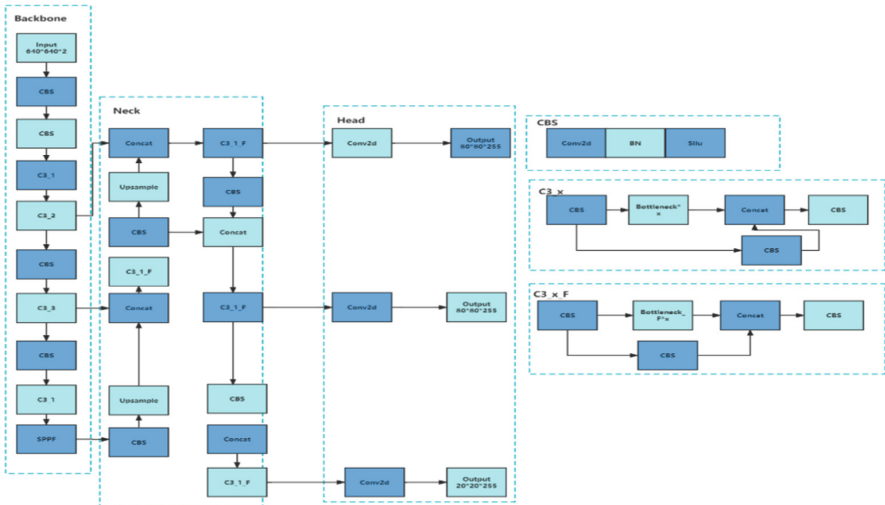 Backbone
Input
640*640*2
CBS
CBS
C3_1
C3_2
CBS
C3_3
CBS
C3_1
SPPF
Neck
Concat
C3_1_F
Upsample
CBS
CBS
Concat
C3_1_F
Concat
C3_1_F
Upsample
CBS
CBS
Concat
C3_1_F
Head
Conv2d
Output
80*80*255
Conv2d
Output
80*80*255
Conv2d
Output
20*20*255
CBS
Conv2d
BN
Silu
C3_x
CBS
Bottleneck*
x
Concat
CBS
CBS
C3_x_F
CBS
Bottleneck_
F*x
Concat
CBS
CBS